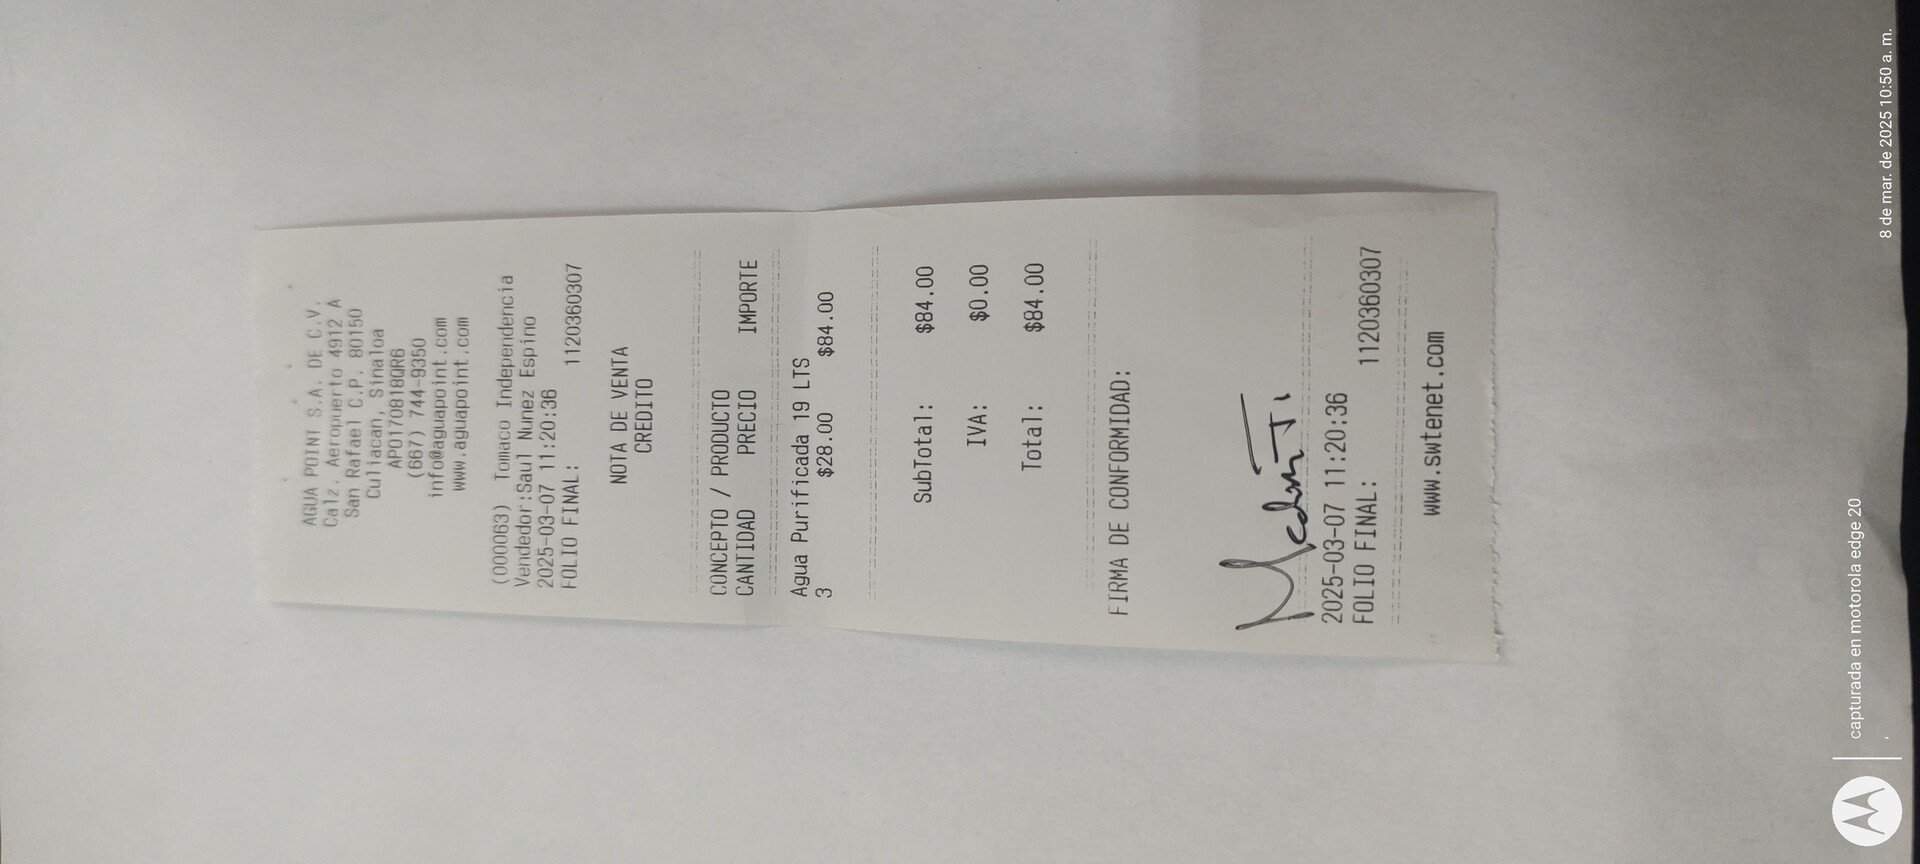 AGUA POINT S.A. DE C.V.
Calz. Aeropuerto 4912 A
San Rafael C.P. 80150
Culiacan, Sinaloa
APO170818QR6
(667) 744-9350
info@aguapoint.com
www.aguapoint.com
(000063) Tomaco Independencia
Vendedor:Saul Nunez Espino
2025-03-07 11:20:36
FOLIO FINAL: 1120360307
NOTA DE VENTA
CREDITO
CONCEPTO / PRODUCTO
CANTIDAD PRECIO IMPORTE
Agua Purificada 19 LTS
3 $28.00 $84.00
SubTotal: $84.00
IVA: $0.00
Total: $84.00
FIRMA DE CONFORMIDAD:
2025-03-07 11:20:36
FOLIO FINAL: 1120360307
www.swtenet.com
capturada en motorola edge 20
8 de mar. de 2025 10:50 a. m.